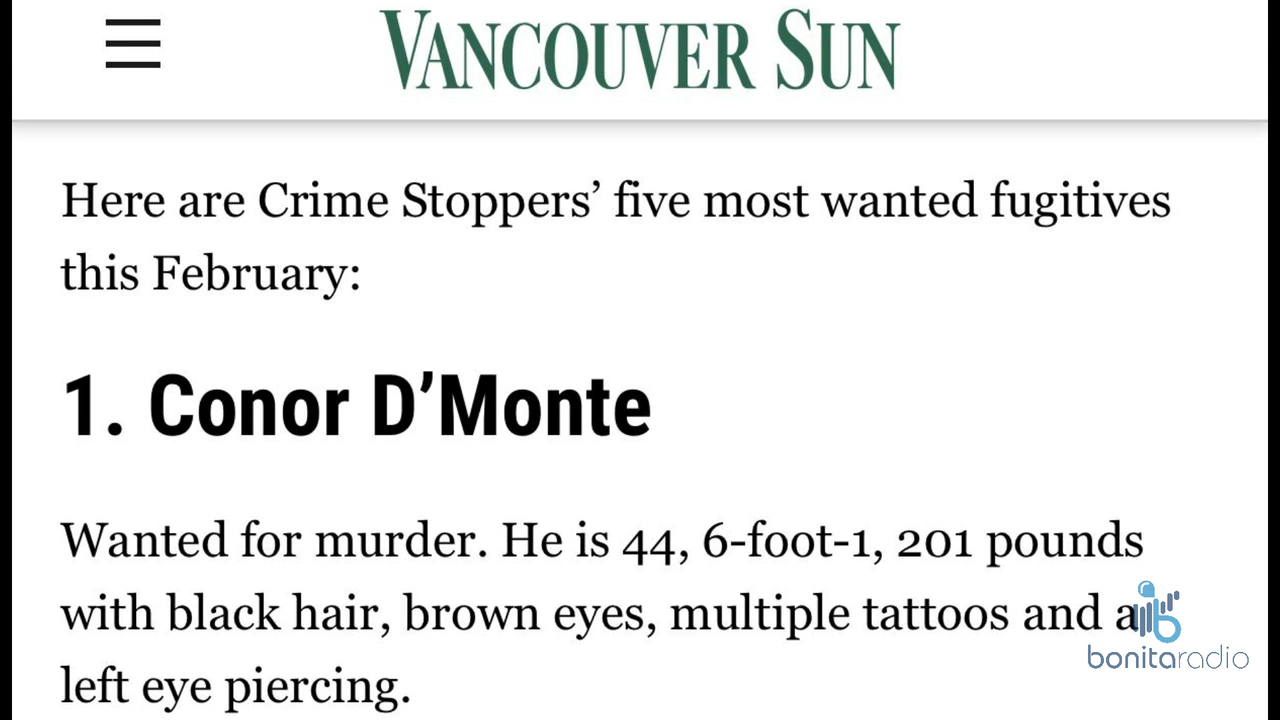 VANCOUVER SUN
Here are Crime Stoppers’ five most wanted fugitives
this February:
1. Conor D’Monte
Wanted for murder. He is 44, 6-foot-1, 201 pounds
with black hair, brown eyes, multiple tattoos and a
left eye piercing.
bonitaradio